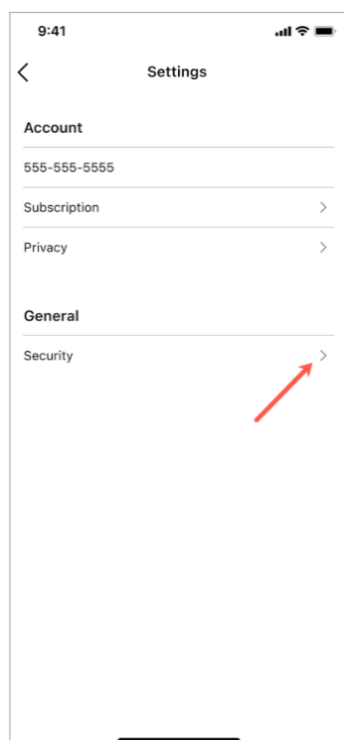 9:41
Settings
Account
555-555-5555
Subscription
Privacy
General
Security